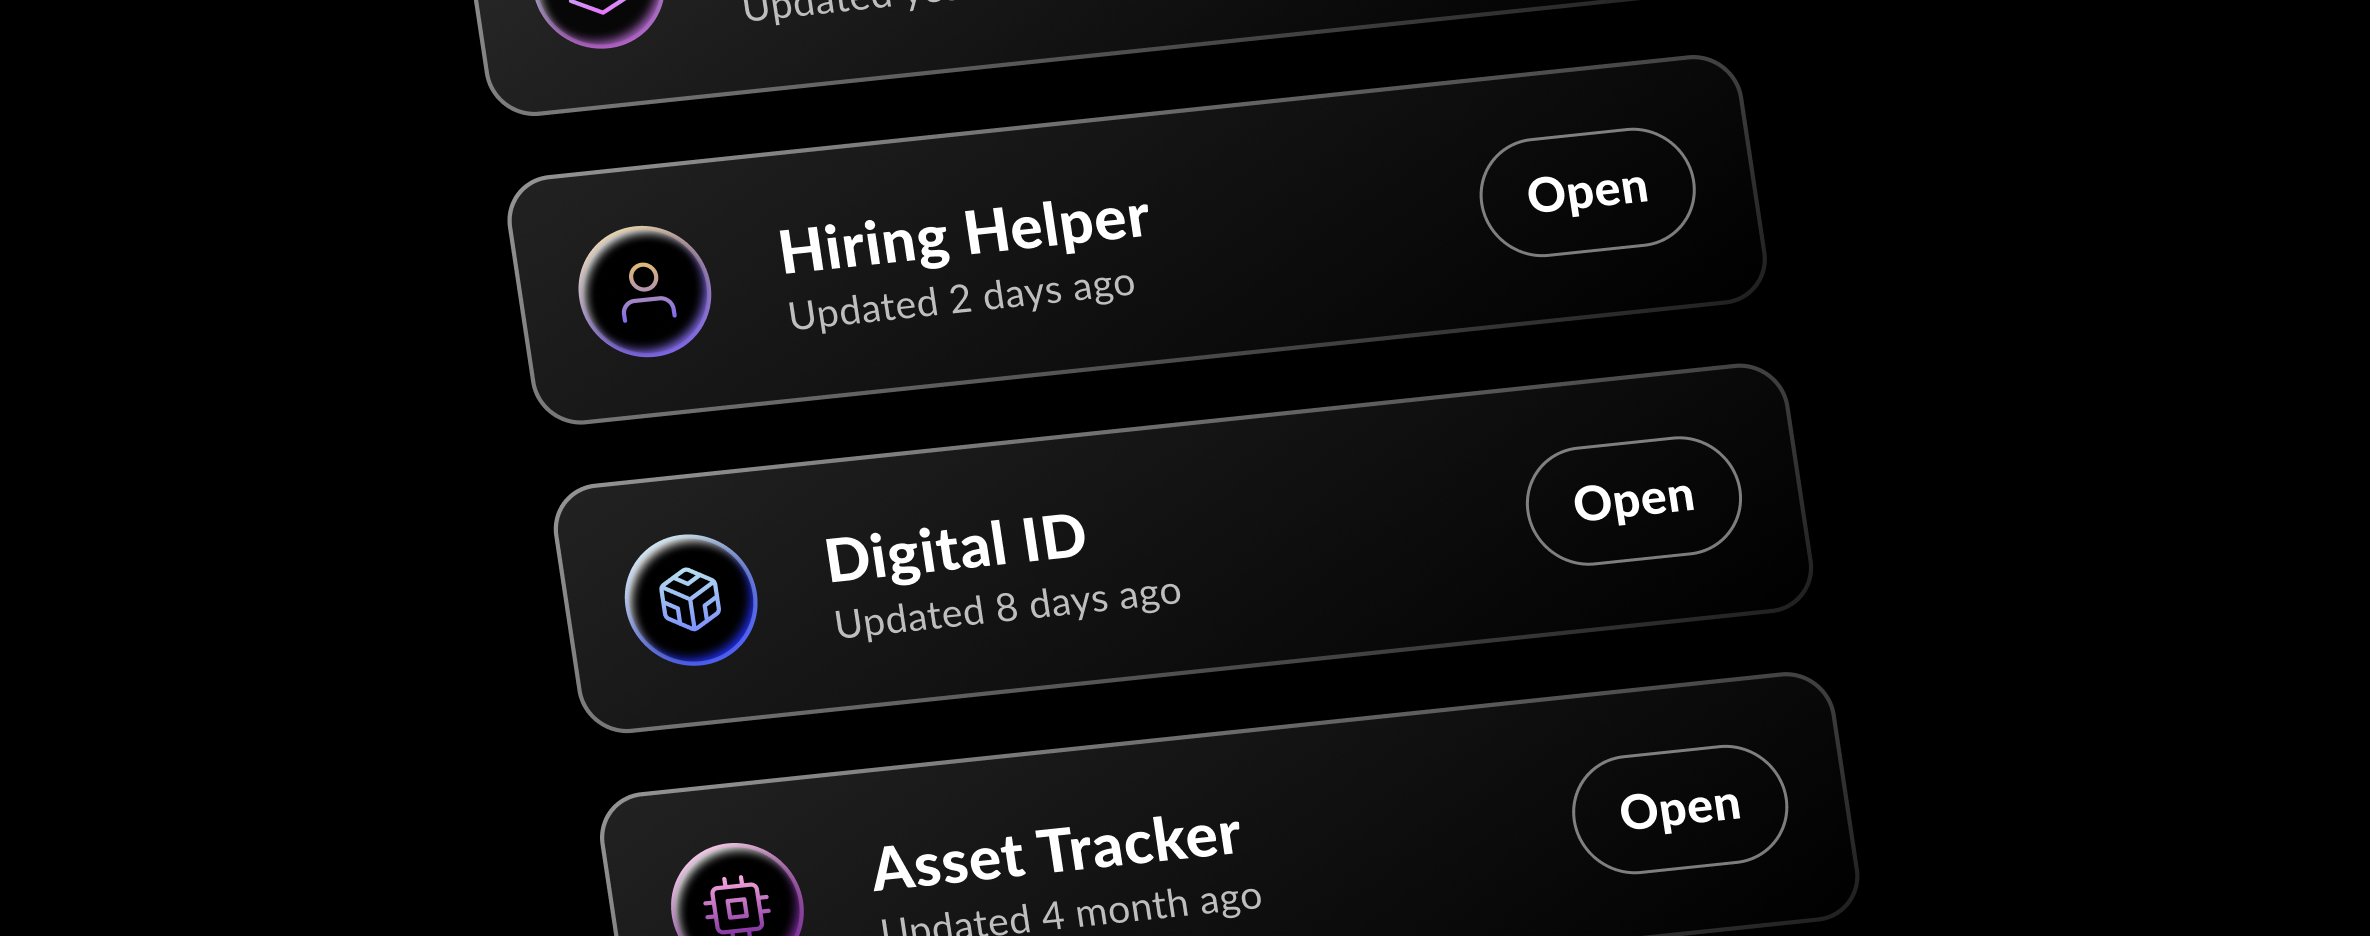 Updated
Hiring Helper
Updated 2 days ago
Open
Digital ID
Updated 8 days ago
Open
Asset Tracker
Updated 4 month ago
Open